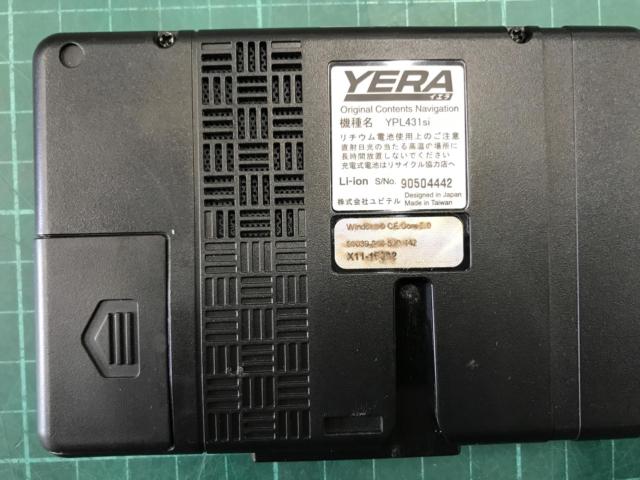 YERA
イエラ
Original Contents Navigation
機種名 YPL431si
リチウム電池使用上のご注意
直射日光の当たる高温の場所に
長時間放置しないでください
充電式電池はリサイクル協力店へ
Li-ion S/No. 90504442
Designed in Japan
株式会社ユピテル Made in Taiwan
Windows® CE Core 5.0